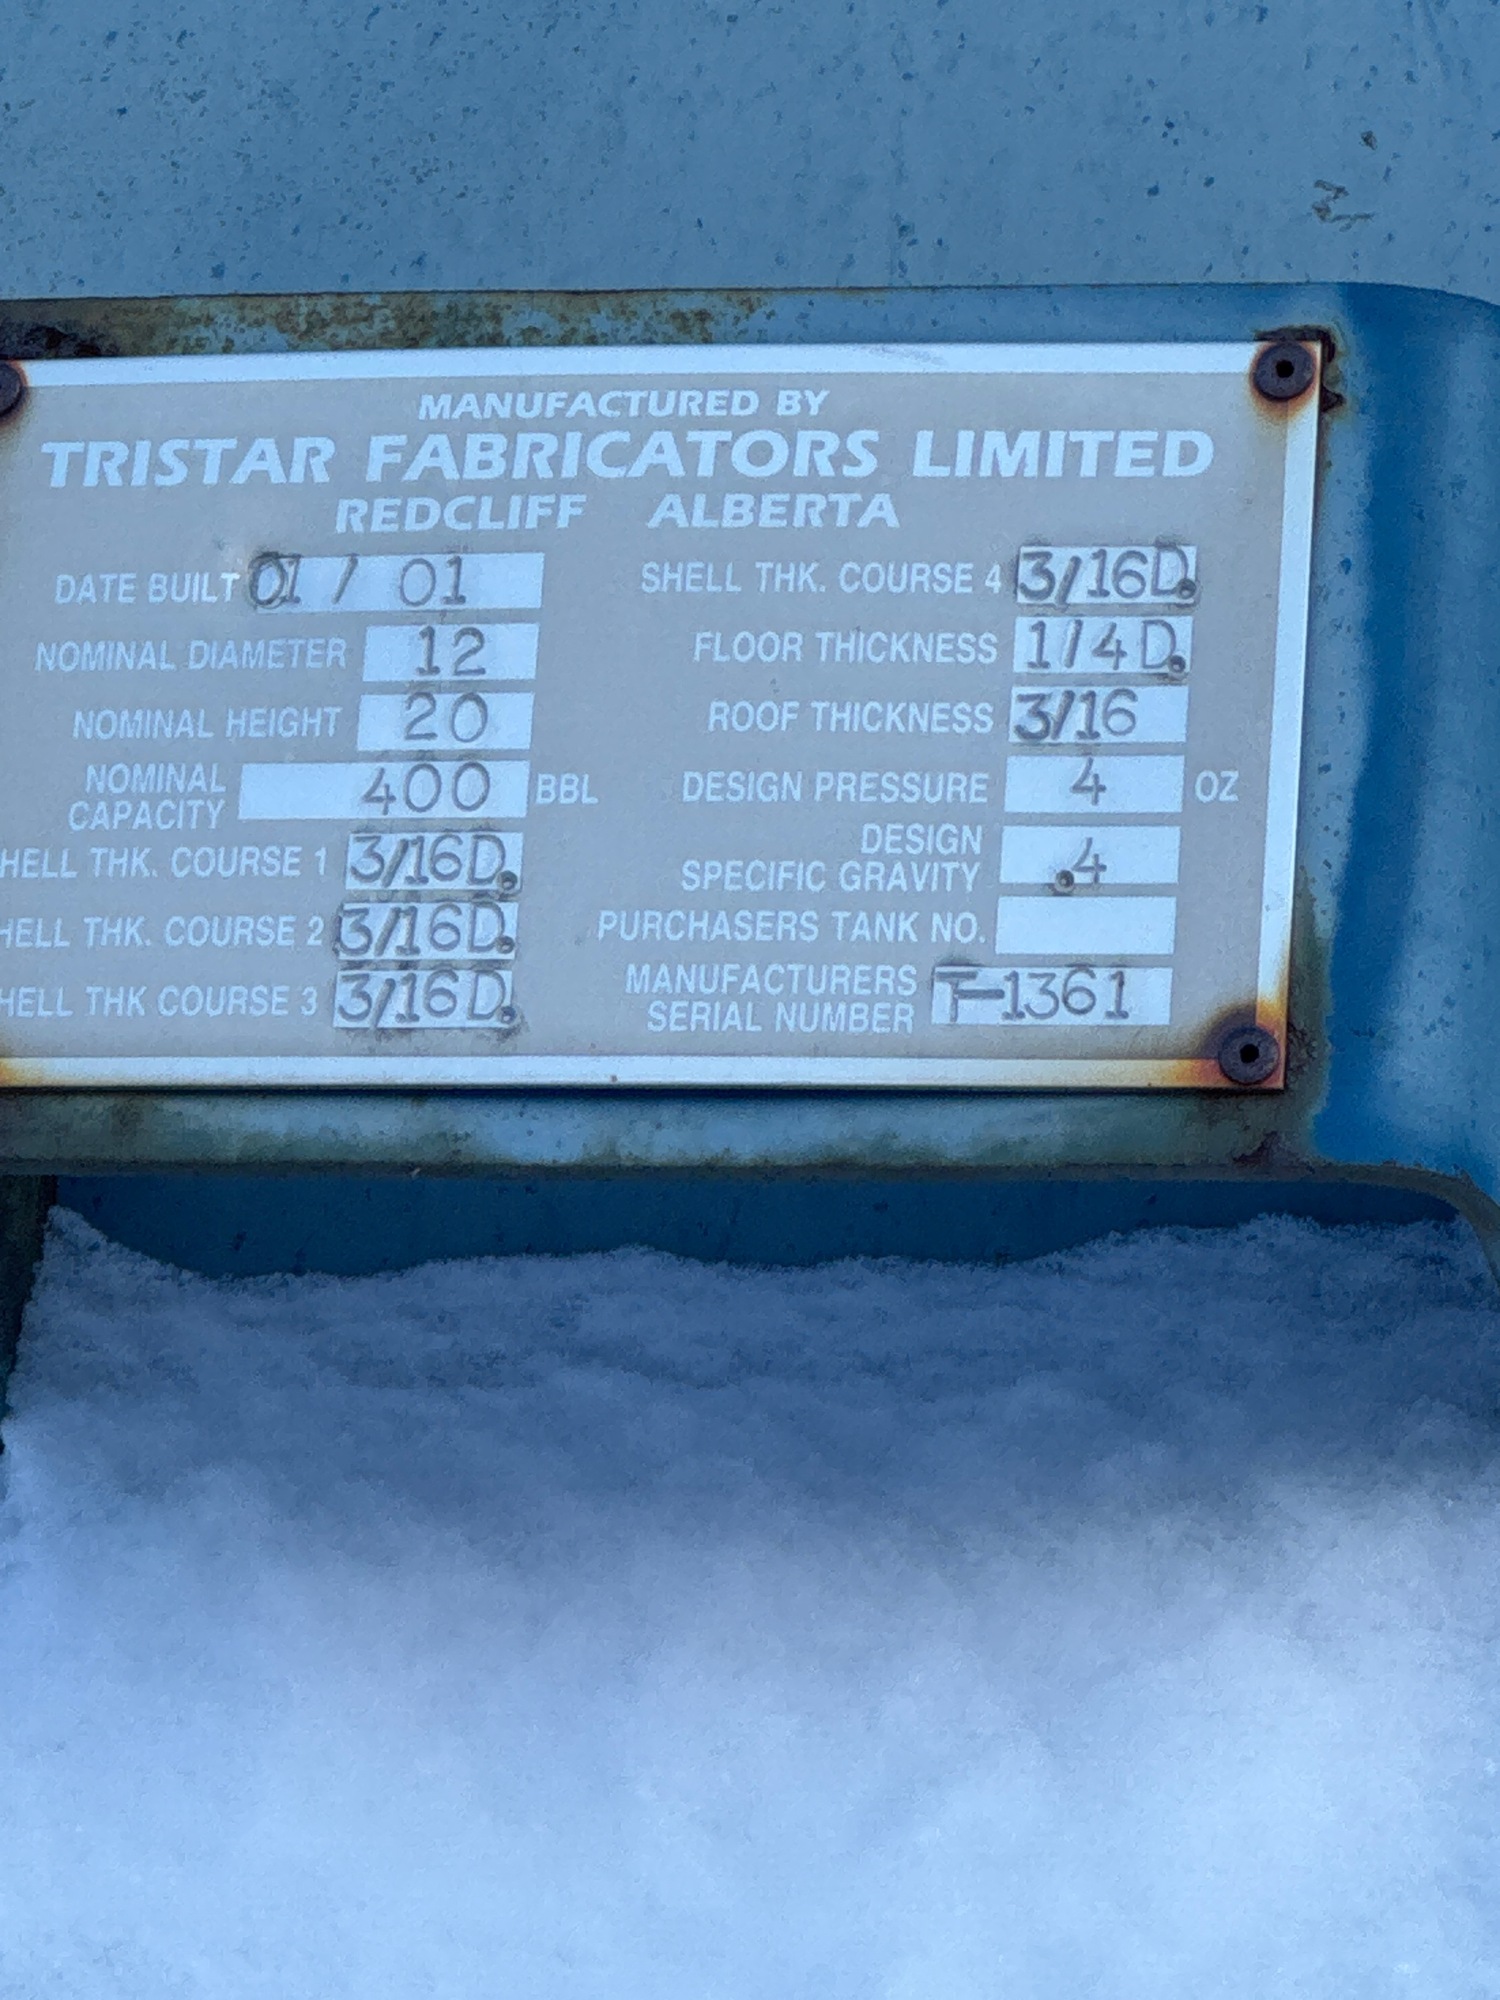 MANUFACTURED BY
TRISTAR FABRICATORS LIMITED
REDCLIFF ALBERTA
DATE BUILT 01 / 01
NOMINAL DIAMETER 12
NOMINAL HEIGHT 20
NOMINAL
CAPACITY 400 BBL
HELL THK. COURSE 1 3/16D.
HELL THK. COURSE 2 3/16D.
HELL THK COURSE 3 3/16D.
SHELL THK. COURSE 4 3/16D.
FLOOR THICKNESS 1/4D.
ROOF THICKNESS 3/16
DESIGN PRESSURE 4 OZ
DESIGN
SPECIFIC GRAVITY .4
PURCHASERS TANK NO.
MANUFACTURERS
SERIAL NUMBER T-1361